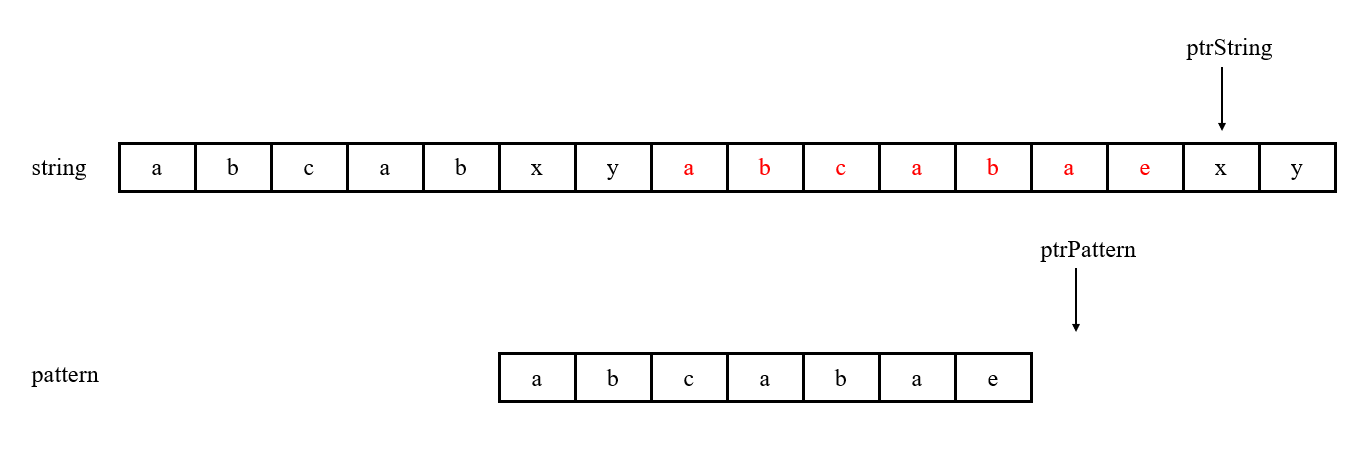 ptrString
string a b c a b x y a b c a b a e x y
ptrPattern
pattern a b c a b a e